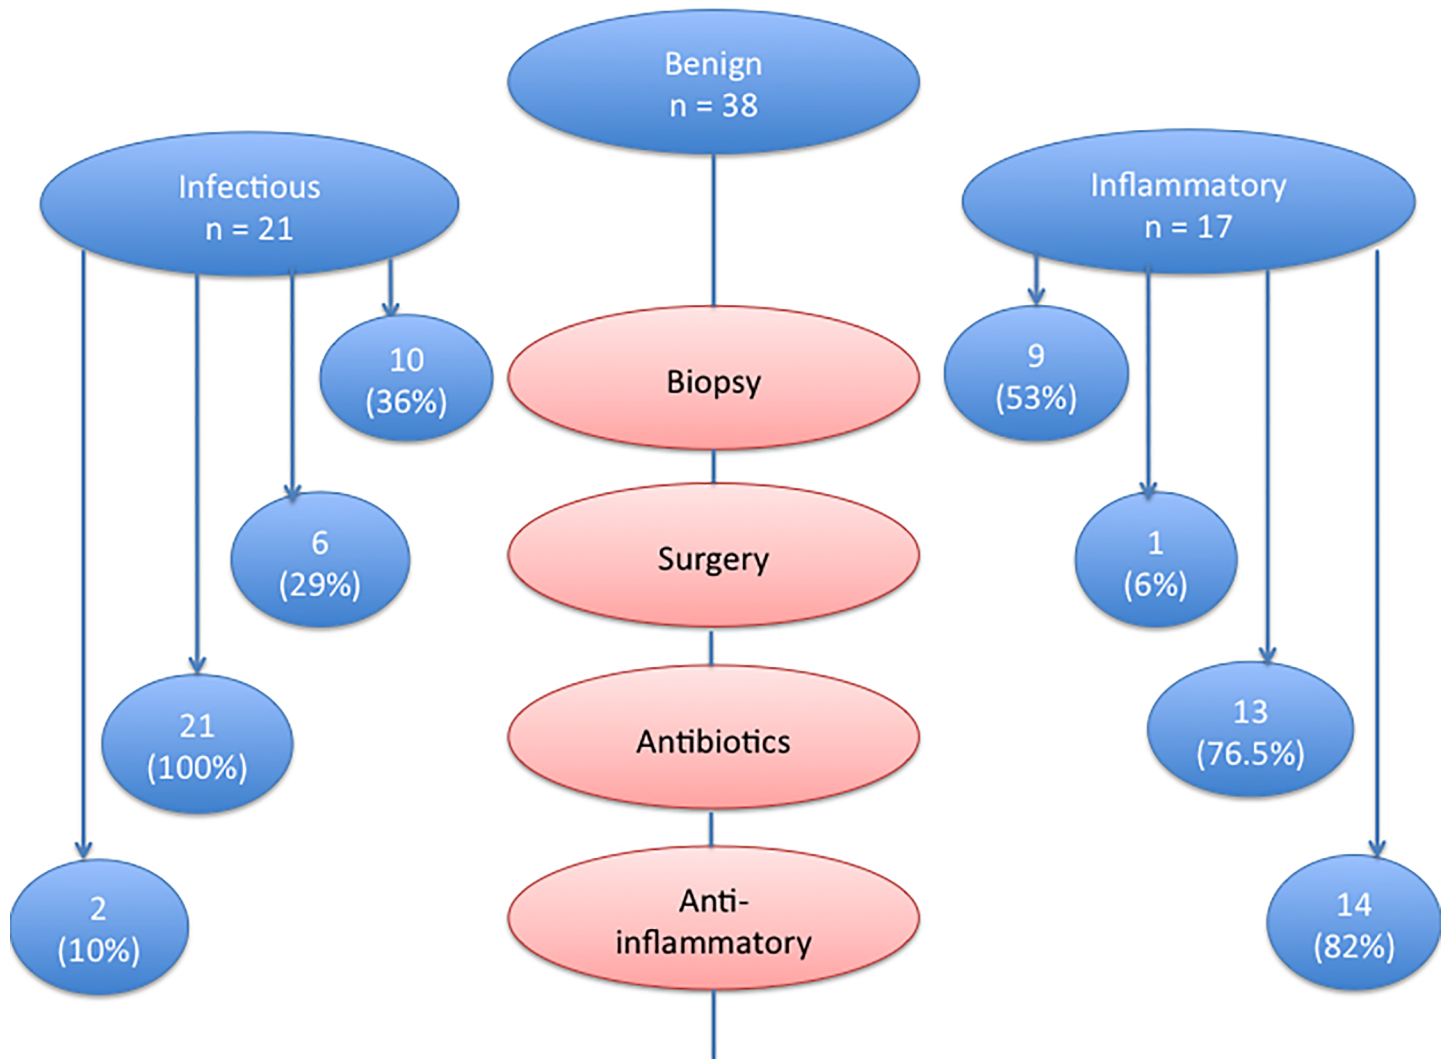 Benign
n = 38
Infectious
n = 21
Inflammatory
n = 17
10
(36%)
Biopsy
9
(53%)
6
(29%)
Surgery
1
(6%)
21
(100%)
Antibiotics
13
(76.5%)
2
(10%)
Anti-
inflammatory
14
(82%)